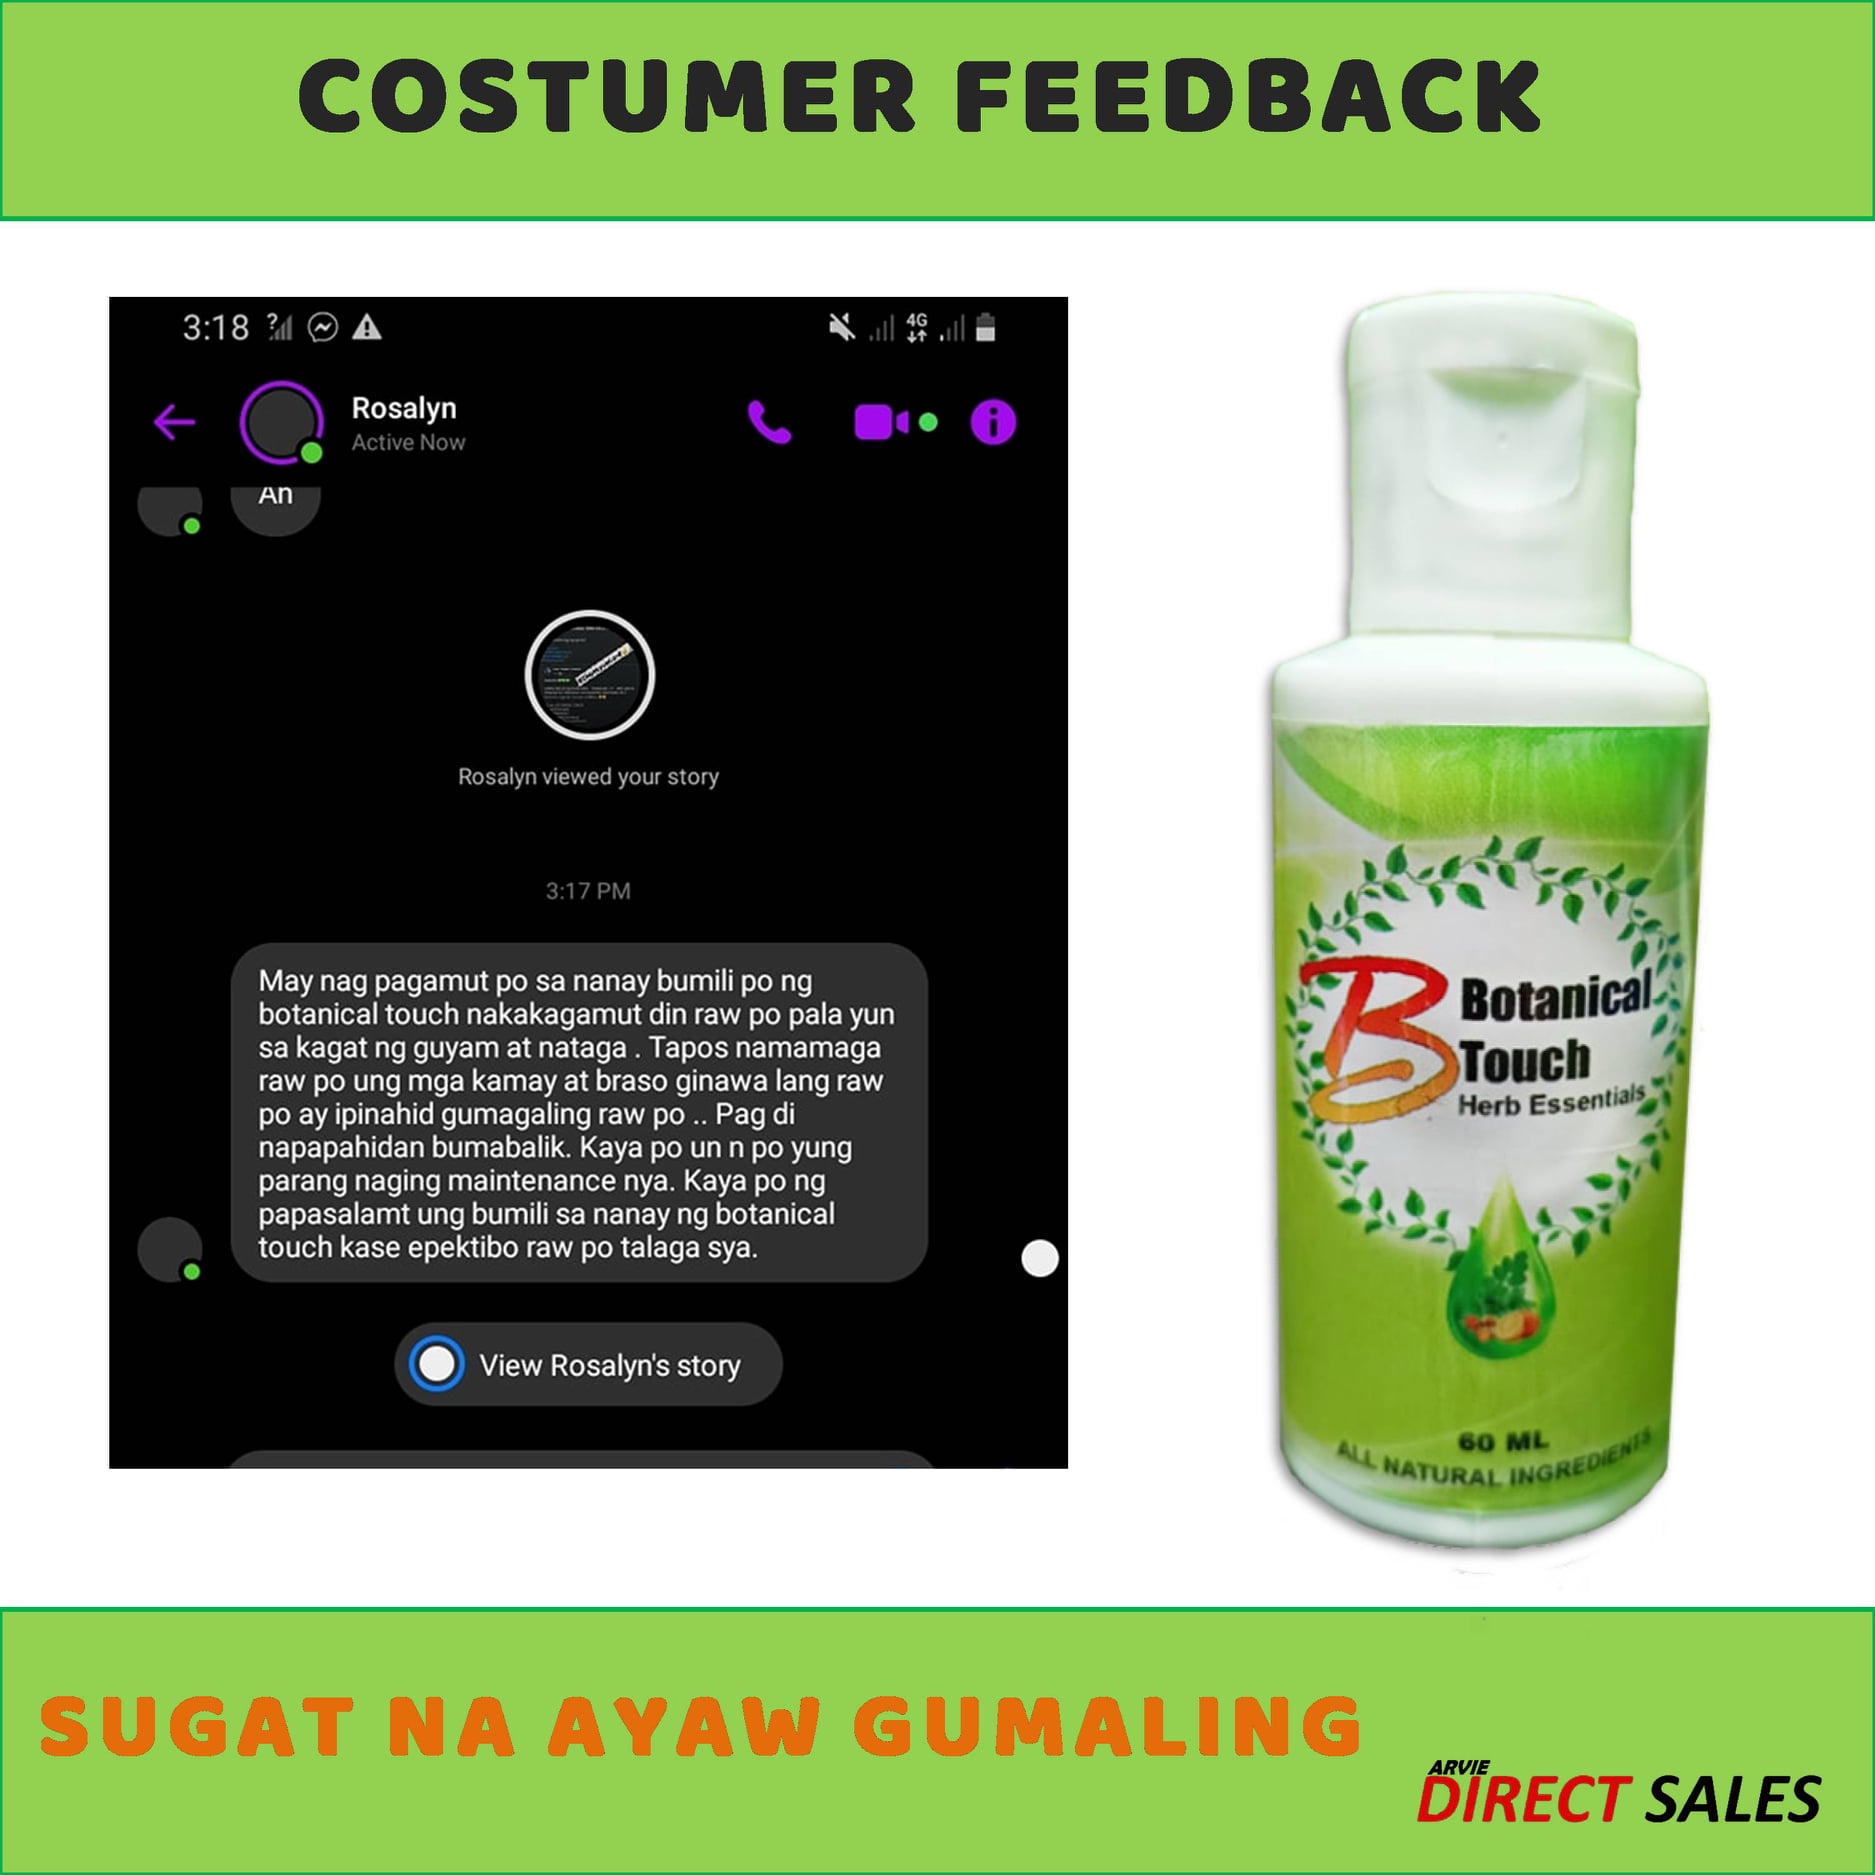 COSTUMER FEEDBACK
3:18
4G
Rosalyn
Active Now
An
Rosalyn viewed your story
3:17 PM
May nag pagamut po sa nanay bumili po ng
botanical touch nakakagamut din raw po pala yun
sa kagat ng guyam at nataga . Tapos namamaga
raw po ung mga kamay at braso ginawa lang raw
po ay ipinahid gumagaling raw po .. Pag di
napapahidan bumabalik. Kaya po un n po yung
parang naging maintenance nya. Kaya po ng
papasalamt ung bumili sa nanay ng botanical
touch kase epektibo raw po talaga sya.
View Rosalyn's story
B Botanical
Touch
Herb Essentials
60 ML
ALL NATURAL INGREDIENTS
SUGAT NA AYAW GUMALING
ARVIE
DIRECT SALES